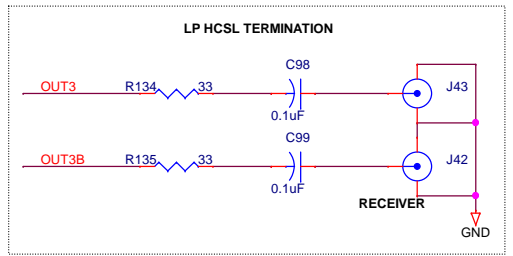 LP HCSL TERMINATION
C98
OUT3 R134 33 J43
0.1uF
C99
OUT3B R135 33 J42
0.1uF
RECEIVER
GND